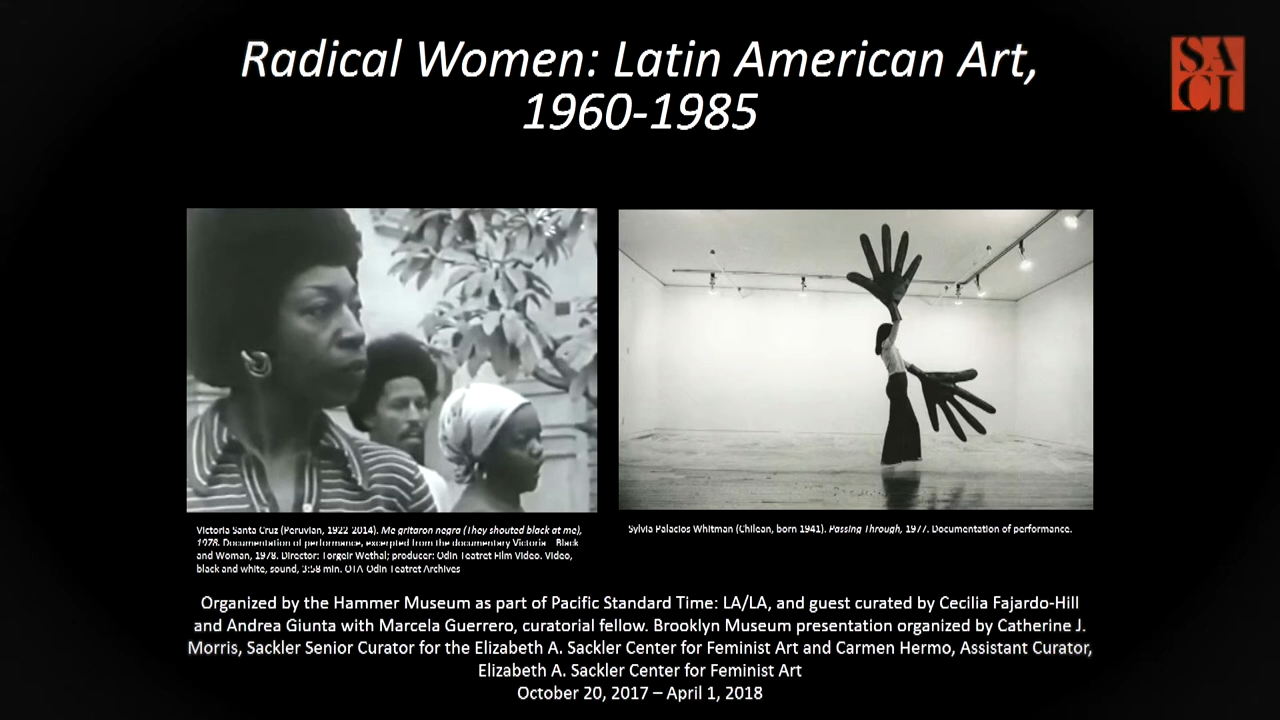 Radical Women: Latin American Art,
1960-1985
SA
CI
Victoria Santa Cruz (Peruvian, 1922-2014). Me gritaron negra (They shouted black at me),
1978. Documentation of performance, excerpted from the documentary Victoria _ Black
and Woman, 1978. Director: Torgeir Wethal; producer: Odin Teatret Film Video. Video,
black and white, sound, 3:58 min. OTA-Odin Teatret Archives
Sylvia Palacios Whitman (Chilean, born 1941). Passing Through, 1977. Documentation of performance.
Organized by the Hammer Museum as part of Pacific Standard Time: LA/LA, and guest curated by Cecilia Fajardo-Hill
and Andrea Giunta with Marcela Guerrero, curatorial fellow. Brooklyn Museum presentation organized by Catherine J.
Morris, Sackler Senior Curator for the Elizabeth A. Sackler Center for Feminist Art and Carmen Hermo, Assistant Curator,
Elizabeth A. Sackler Center for Feminist Art
October 20, 2017 – April 1, 2018